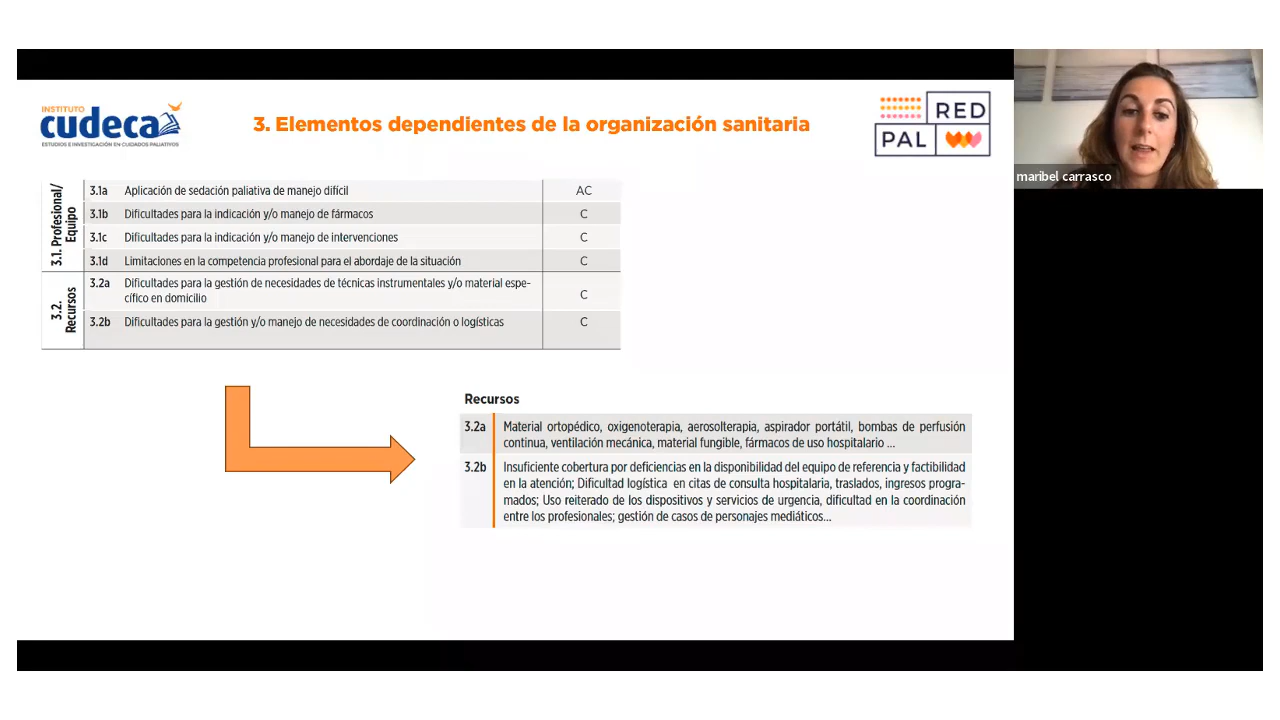 INSTITUTO
cudeca
ESTUDIOS E INVESTIGACIÓN EN CUIDADOS PALIATIVOS
3. Elementos dependientes de la organización sanitaria
RED
PAL
maribel carrasco
3.1. Profesional/
Equipo
3.1a Aplicación de sedación paliativa de manejo difícil AC
3.1b Dificultades para la indicación y/o manejo de fármacos C
3.1c Dificultades para la indicación y/o manejo de intervenciones C
3.1d Limitaciones en la competencia profesional para el abordaje de la situación C
3.2.
Recursos
3.2a Dificultades para la gestión de necesidades de técnicas instrumentales y/o material espe-
cífico en domicilio C
3.2b Dificultades para la gestión y/o manejo de necesidades de coordinación o logísticas C
Recursos
3.2a Material ortopédico, oxigenoterapia, aerosolterapia, aspirador portátil, bombas de perfusión
continua, ventilación mecánica, material fungible, fármacos de uso hospitalario ...
3.2b Insuficiente cobertura por deficiencias en la disponibilidad del equipo de referencia y factibilidad
en la atención; Dificultad logística en citas de consulta hospitalaria, traslados, ingresos progra-
mados; Uso reiterado de los dispositivos y servicios de urgencia, dificultad en la coordinación
entre los profesionales; gestión de casos de personajes mediáticos...